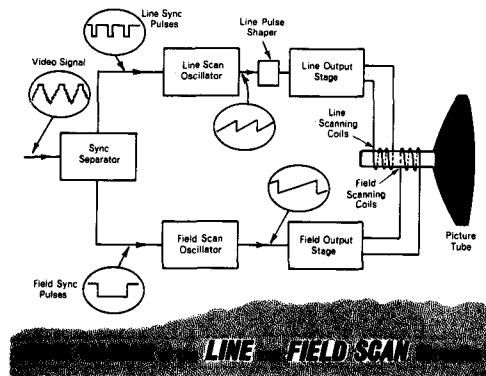 Line Sync
Pulses
Video Signal
Line Scan
Oscillator
Line Pulse
Shaper
Line Output
Stage
Line
Scanning
Coils
Sync
Separator
Field
Scanning
Coils
Picture
Tube
Field Scan
Oscillator
Field Output
Stage
Field Sync
Pulses
LINE FIELD SCAN